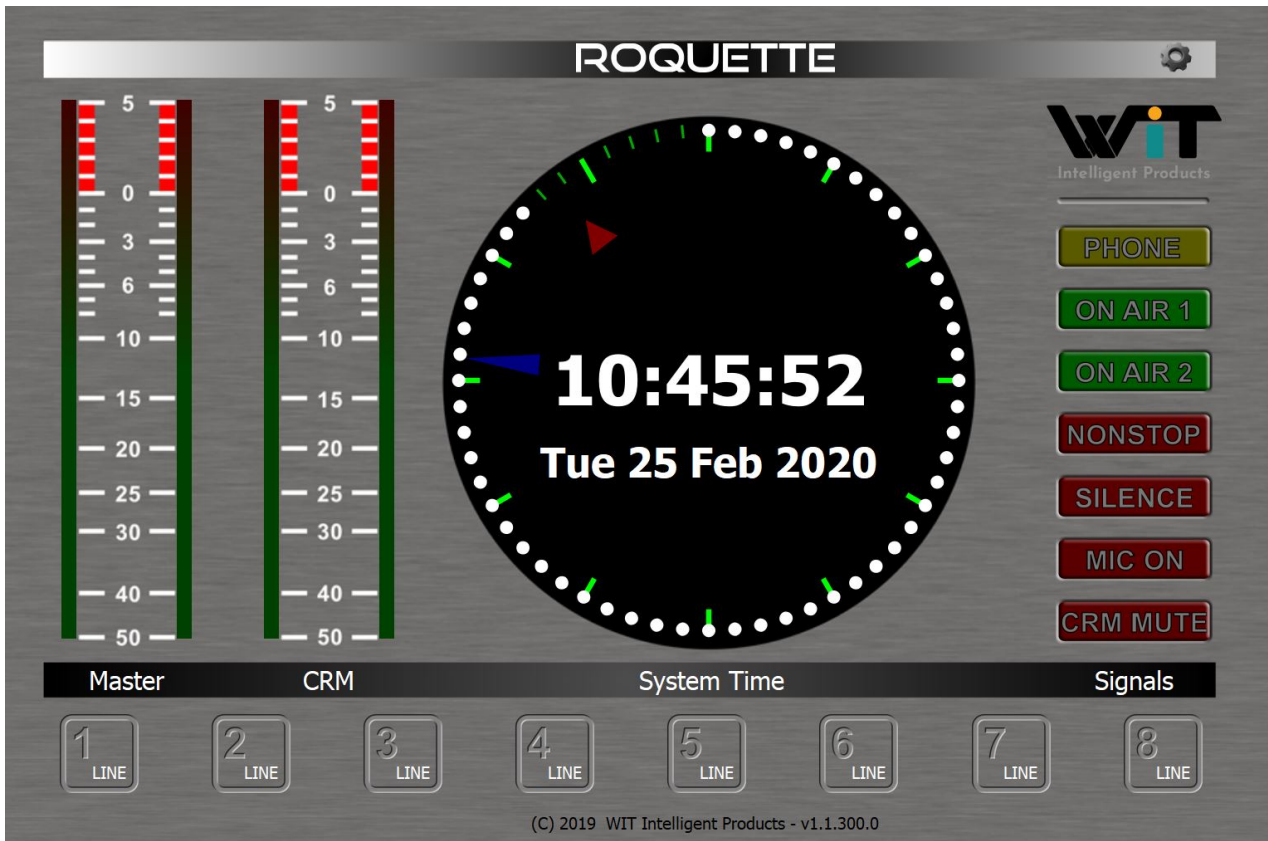 ROQUETTE
5
0
3
6
10
15
20
25
30
40
50
5
0
3
6
10
15
20
25
30
40
50
10:45:52
Tue 25 Feb 2020
WiT
Intelligent Products
PHONE
ON AIR 1
ON AIR 2
NONSTOP
SILENCE
MIC ON
CRM MUTE
Master
CRM
System Time
Signals
1 LINE
2 LINE
3 LINE
4 LINE
5 LINE
6 LINE
7 LINE
8 LINE
(C) 2019 WIT Intelligent Products - v1.1.300.0